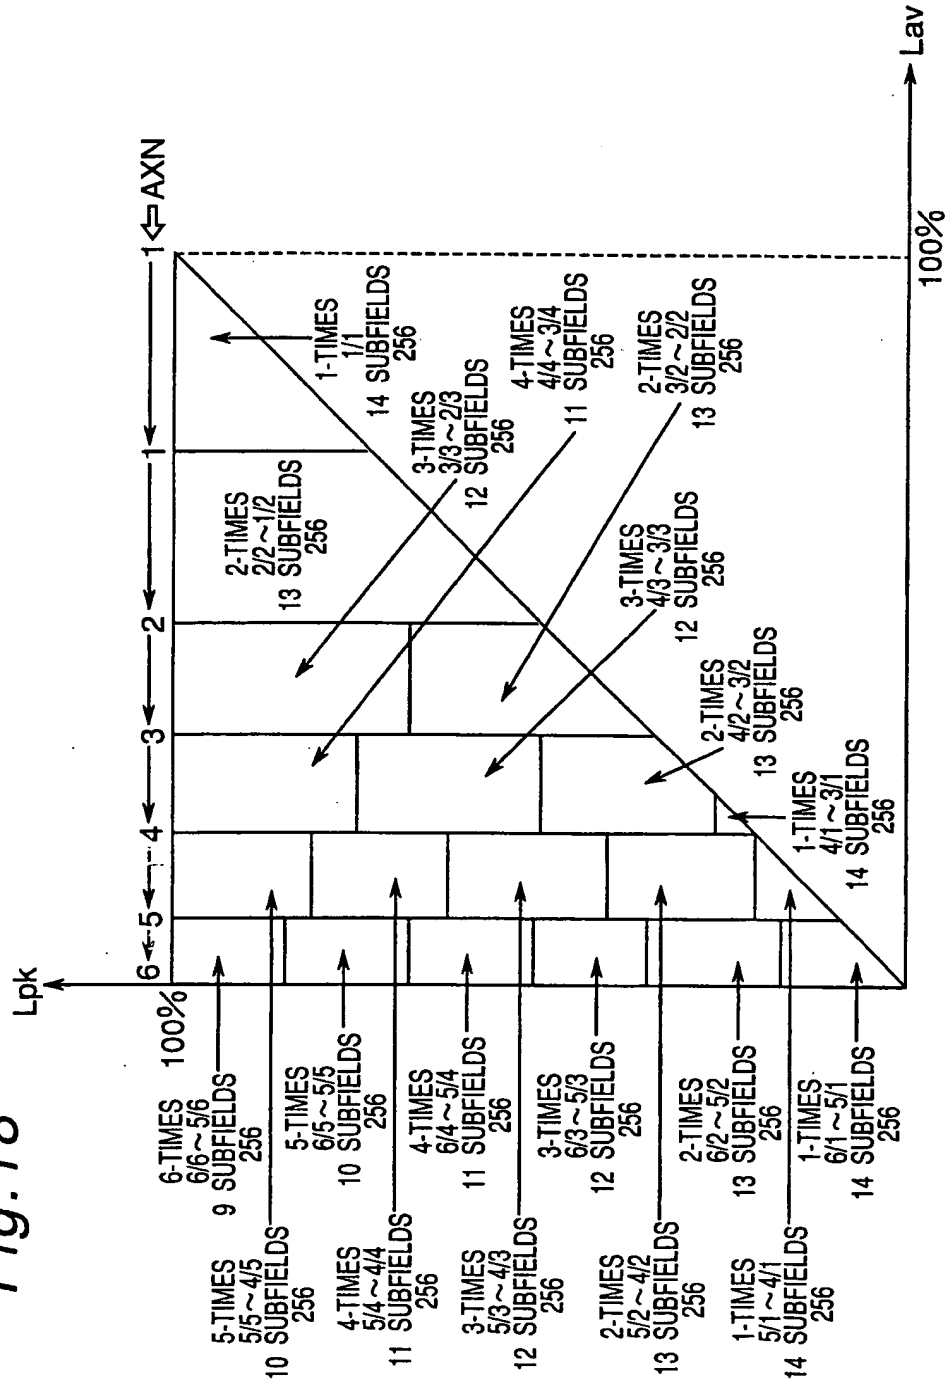 Fig. 18
Lpk
100%
6
5
4
3
2
1
1
AXN
Lav
100%
6-TIMES
6/6~5/6
9 SUBFIELDS
256
5-TIMES
6/5~5/5
10 SUBFIELDS
256
4-TIMES
6/4~5/4
11 SUBFIELDS
256
3-TIMES
6/3~5/3
12 SUBFIELDS
256
2-TIMES
6/2~5/2
13 SUBFIELDS
256
1-TIMES
6/1~5/1
14 SUBFIELDS
256
5-TIMES
5/5~4/5
10 SUBFIELDS
256
4-TIMES
5/4~4/4
11 SUBFIELDS
256
3-TIMES
5/3~4/3
12 SUBFIELDS
256
2-TIMES
5/2~4/2
13 SUBFIELDS
256
1-TIMES
5/1~4/1
14 SUBFIELDS
256
2-TIMES
2/2~1/2
13 SUBFIELDS
256
1-TIMES
1/1
14 SUBFIELDS
256
3-TIMES
3/3~2/3
12 SUBFIELDS
256
4-TIMES
4/4~3/4
11 SUBFIELDS
256
2-TIMES
3/2~2/2
13 SUBFIELDS
256
3-TIMES
4/3~3/3
12 SUBFIELDS
256
2-TIMES
4/2~3/2
13 SUBFIELDS
256
1-TIMES
4/1~3/1
14 SUBFIELDS
256